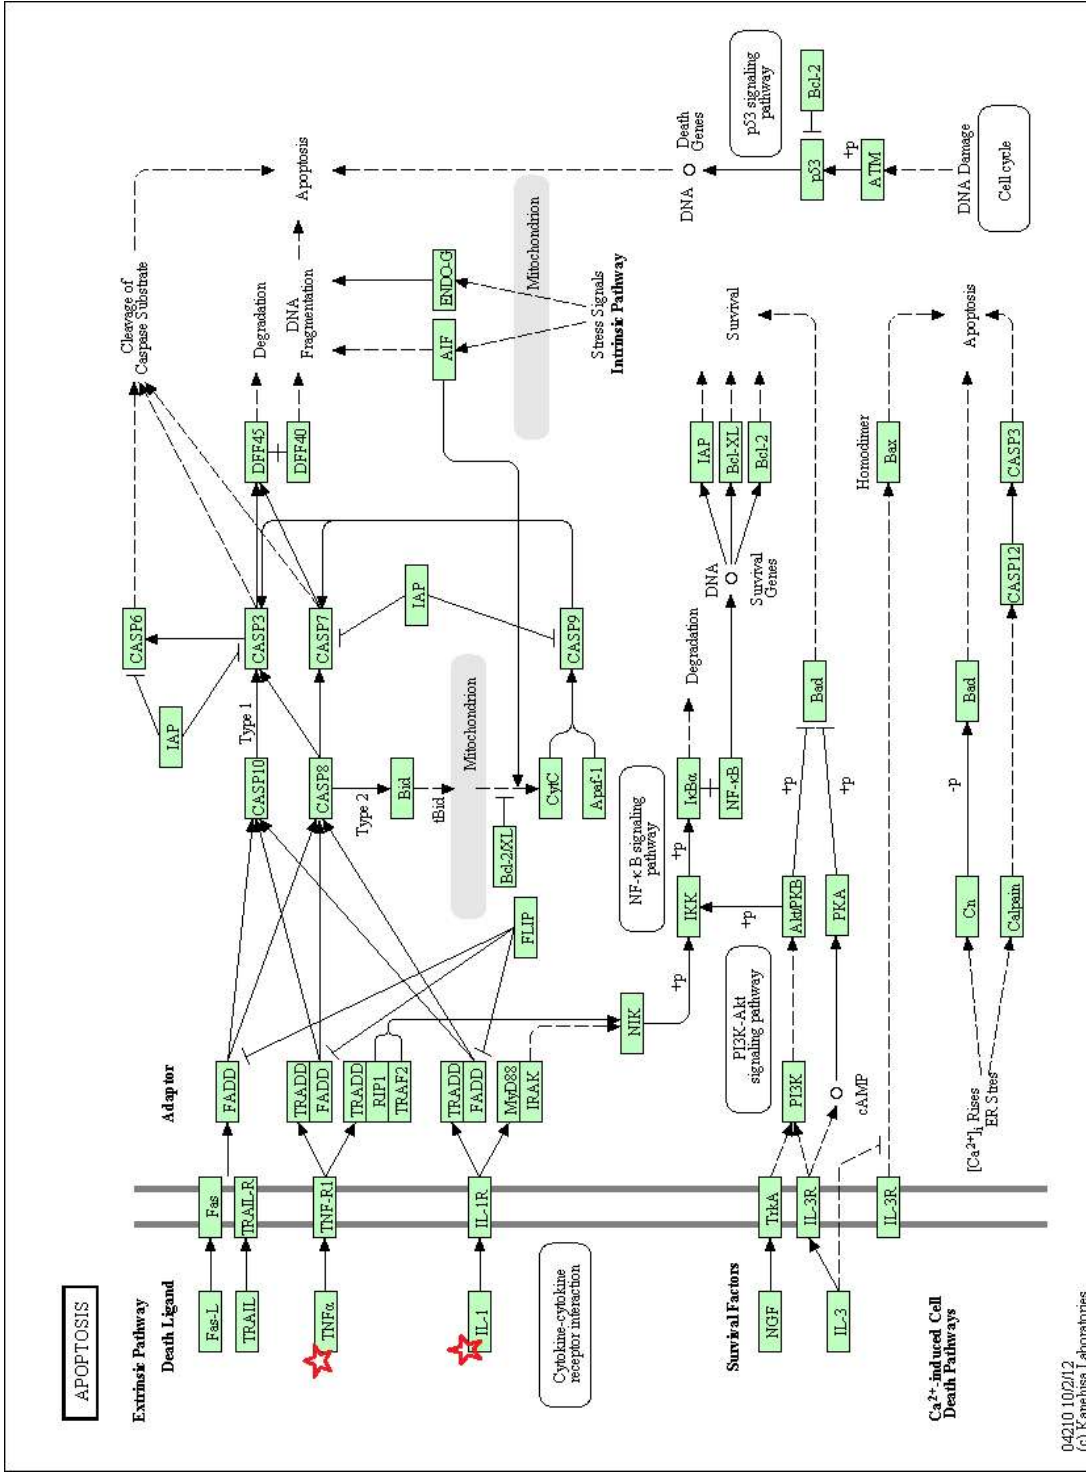 APOPTOSIS
Extrinsic Pathway
Death Ligand
Adaptor
Fas-L
Fas
FADD
TRAIL
TRAIL-R
TNFα
TNF-R1
TRADD
FADD
TRADD
RIP1
TRAF2
IL-1
IL-1R
TRADD
FADD
MyD88
IRAK
FLIP
NIK
Cytokine-cytokine
receptor interaction
IAP
CASP6
Cleavage of
Caspase Substrate
CASP10
Type 1
CASP3
DFF45
Degradation
DFF40
DNA
Fragmentation
Apoptosis
CASP8
CASP7
Type 2
Bid
tBid
IAP
Mitochondrion
Bcl-2/XL
CytC
Apaf-1
CASP9
AIF
ENDO-G
Mitochondrion
Stress Signals
Intrinsic Pathway
NF-κB signaling
pathway
IKK
+p
+p
IκBα
Degradation
NF-κB
DNA
Survival
Genes
IAP
Bcl-XL
Bcl-2
Survival
DNA
Death
Genes
p53 signaling
pathway
p53
Bcl-2
+p
ATM
DNA Damage
Cell cycle
Survival Factors
NGF
TrkA
PI3K
PI3K-Akt
signaling pathway
Akt/PKB
+p
+p
+p
Bad
IL-3
IL-3R
cAMP
PKA
IL-3R
Homodimer
Bax
Apoptosis
Ca²⁺-induced Cell
Death Pathways
[Ca²⁺]i Rises
ER Stres
Cn
-p
Bad
Calpain
CASP12
CASP3
04210 10/2/12
(c) Kanehisa Laboratories